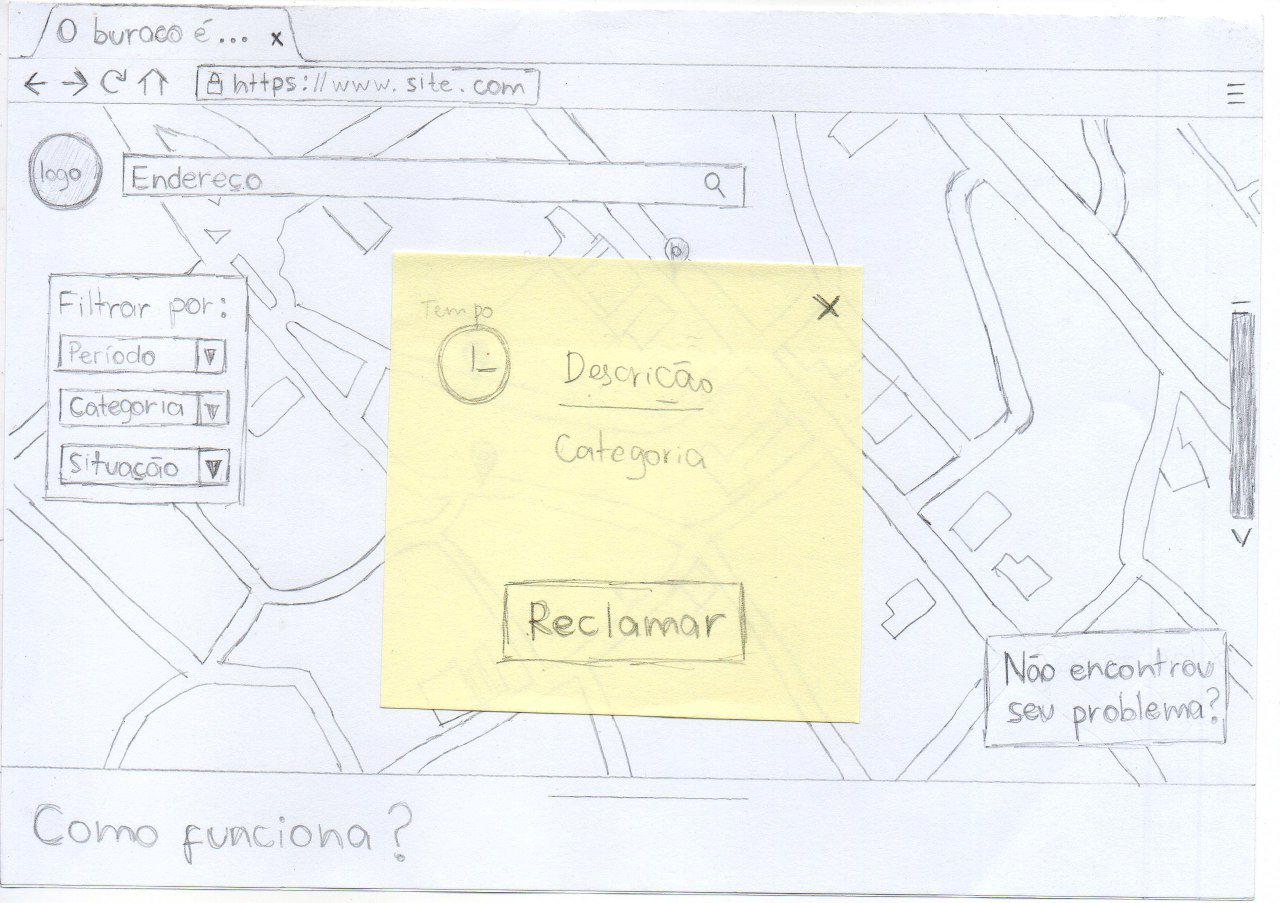 O buraco é... x
https://www.site.com
logo
Endereço
Filtrar por:
Período
Categoria
Situação
b
Tempo
X
Descrição
Categoria
Reclamar
Não encontrou
seu problema?
Como funciona?